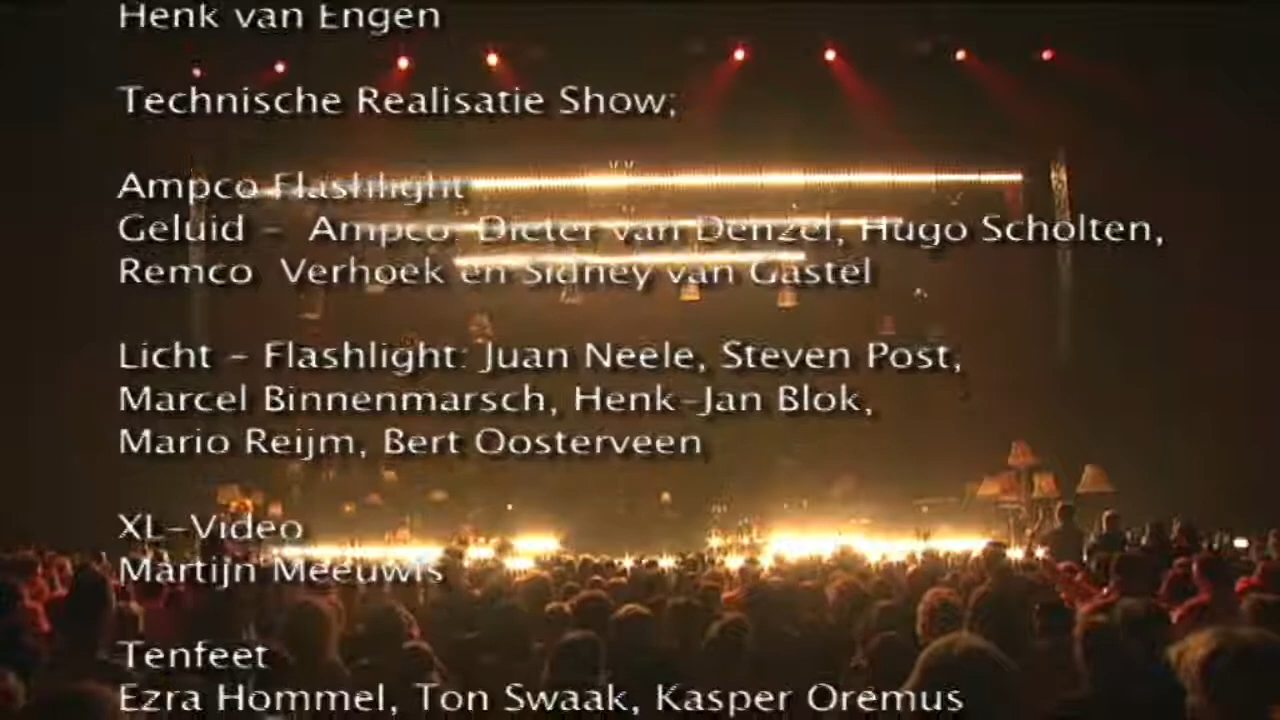 Henk van Engen
Technische Realisatie Show;
Ampco Flashlight
Geluid - Ampco: Dieter van Denzel, Hugo Scholten,
Remco Verhoek en Sidney van Gastel
Licht - Flashlight: Juan Neele, Steven Post,
Marcel Binnenmarsch, Henk-Jan Blok,
Mario Reijm, Bert Oosterveen
XL-Video
Martijn Meeuwis
Tenfeet
Ezra Hommel, Ton Swaak, Kasper Oremus